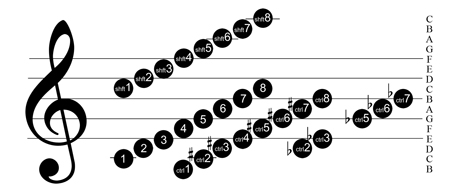 shft1 shft2 shft3 shft4 shft5 shft6 shft7 shft8
1 2 3 4 5 6 7 8
ctrl1 ctrl2 ctrl3 ctrl4 ctrl5 ctrl6 ctrl7 ctrl8
ctrl2 ctrl3
ctrl5 ctrl6 ctrl7
C
B
A
G
F
E
D
C
B
A
G
F
E
D
C
B